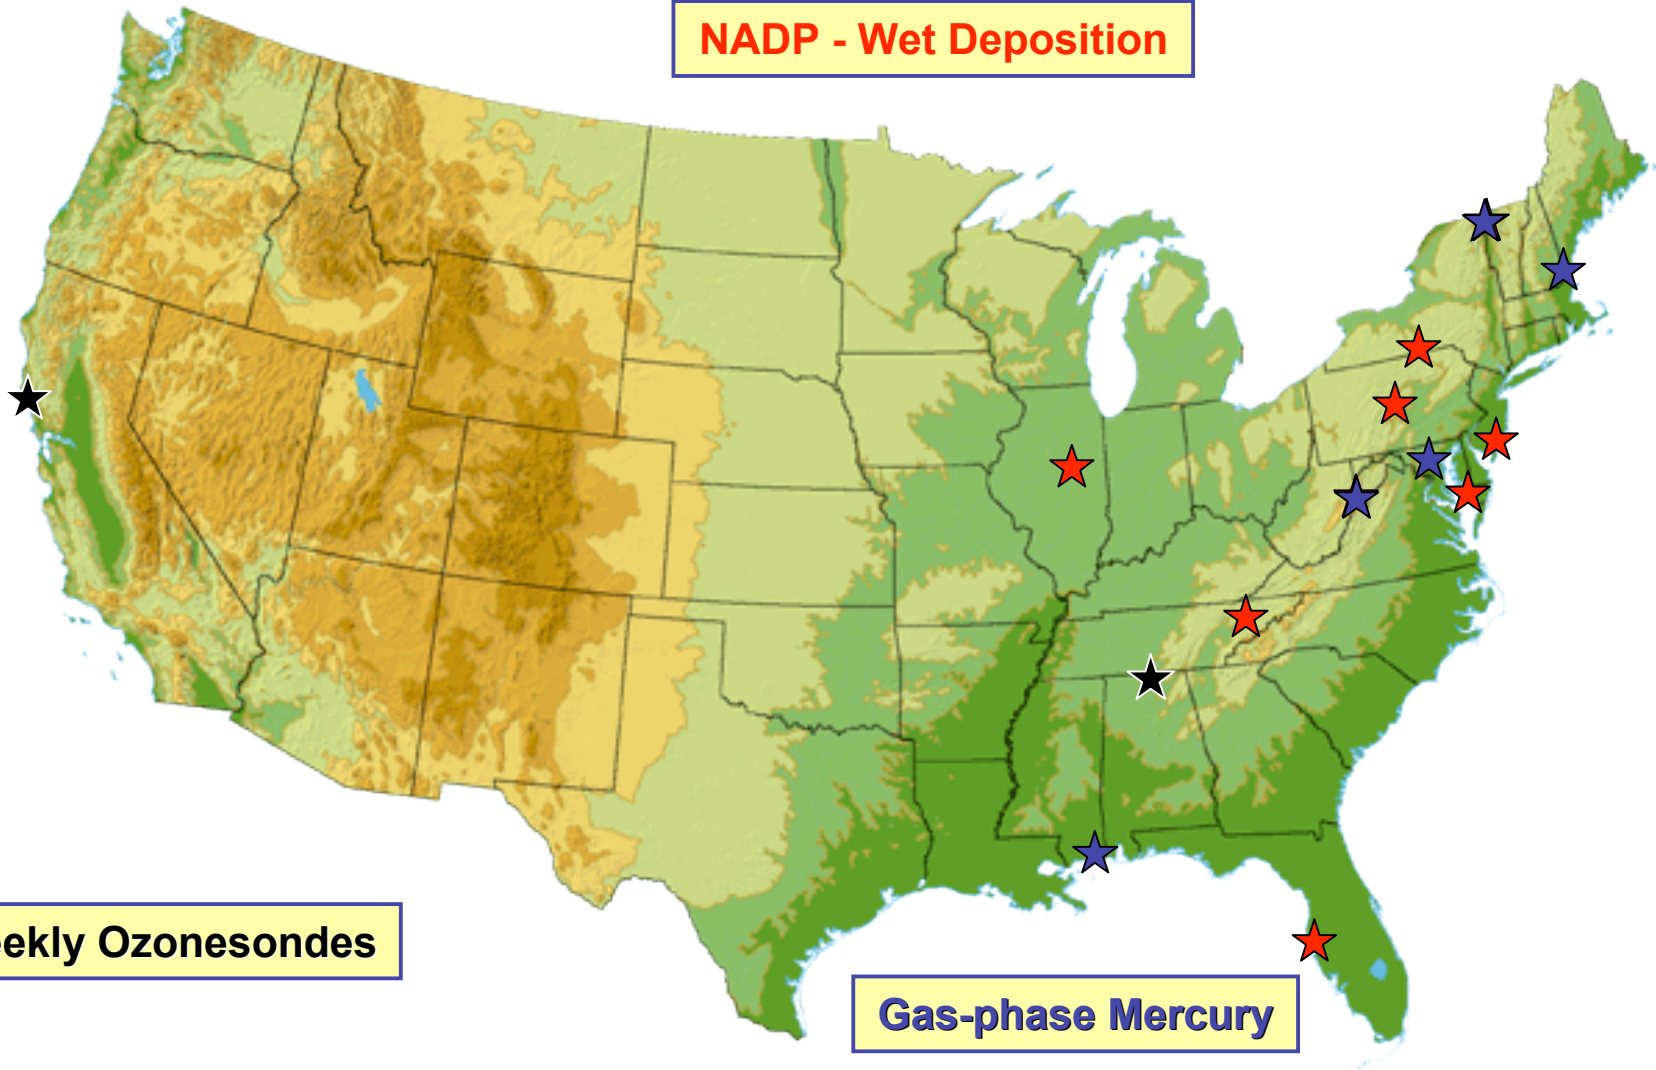 NADP - Wet Deposition
ekly Ozonesondes
Gas-phase Mercury